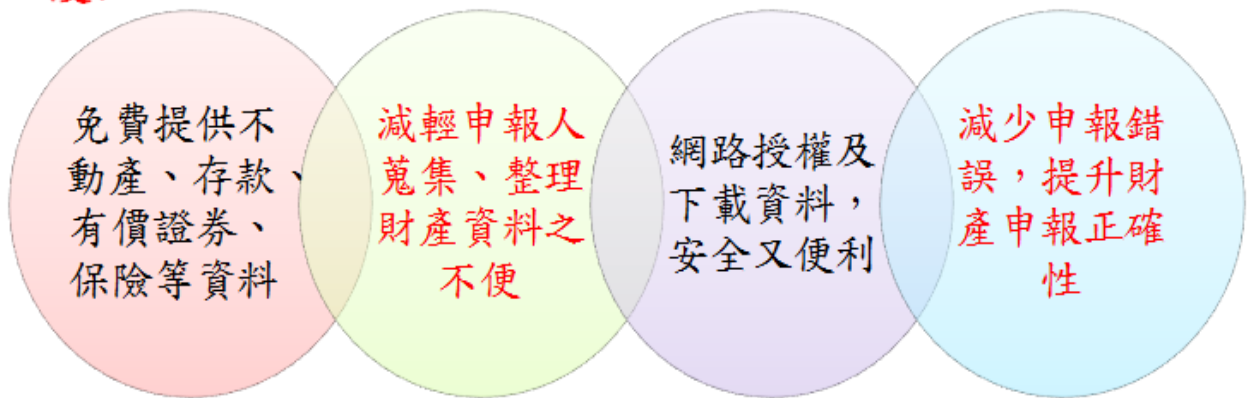 免費提供不
動產、存款、
有價證券、
保險等資料
減輕申報人
蒐集、整理
財產資料之
不便
網路授權及
下載資料，
安全又便利
減少申報錯
誤，提升財
產申報正確
性